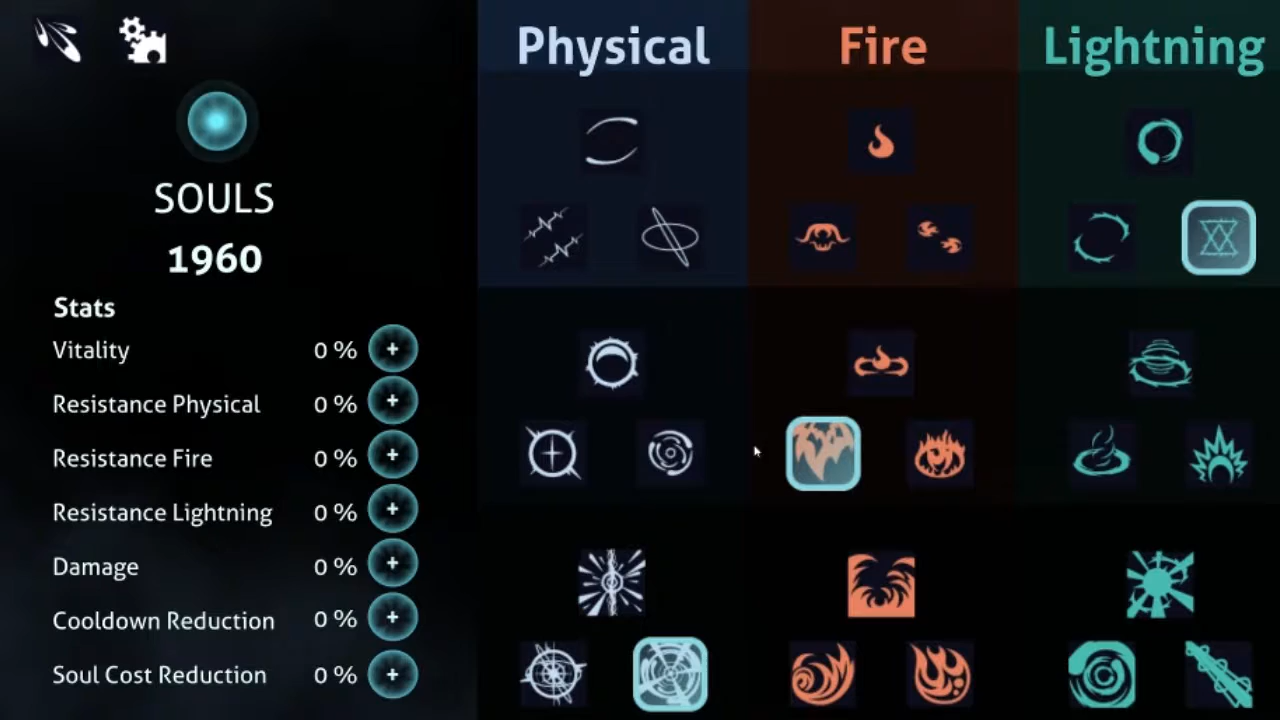 Physical Fire Lightning
SOULS
1960
Stats
Vitality 0 % +
Resistance Physical 0 % +
Resistance Fire 0 % +
Resistance Lightning 0 % +
Damage 0 % +
Cooldown Reduction 0 % +
Soul Cost Reduction 0 % +